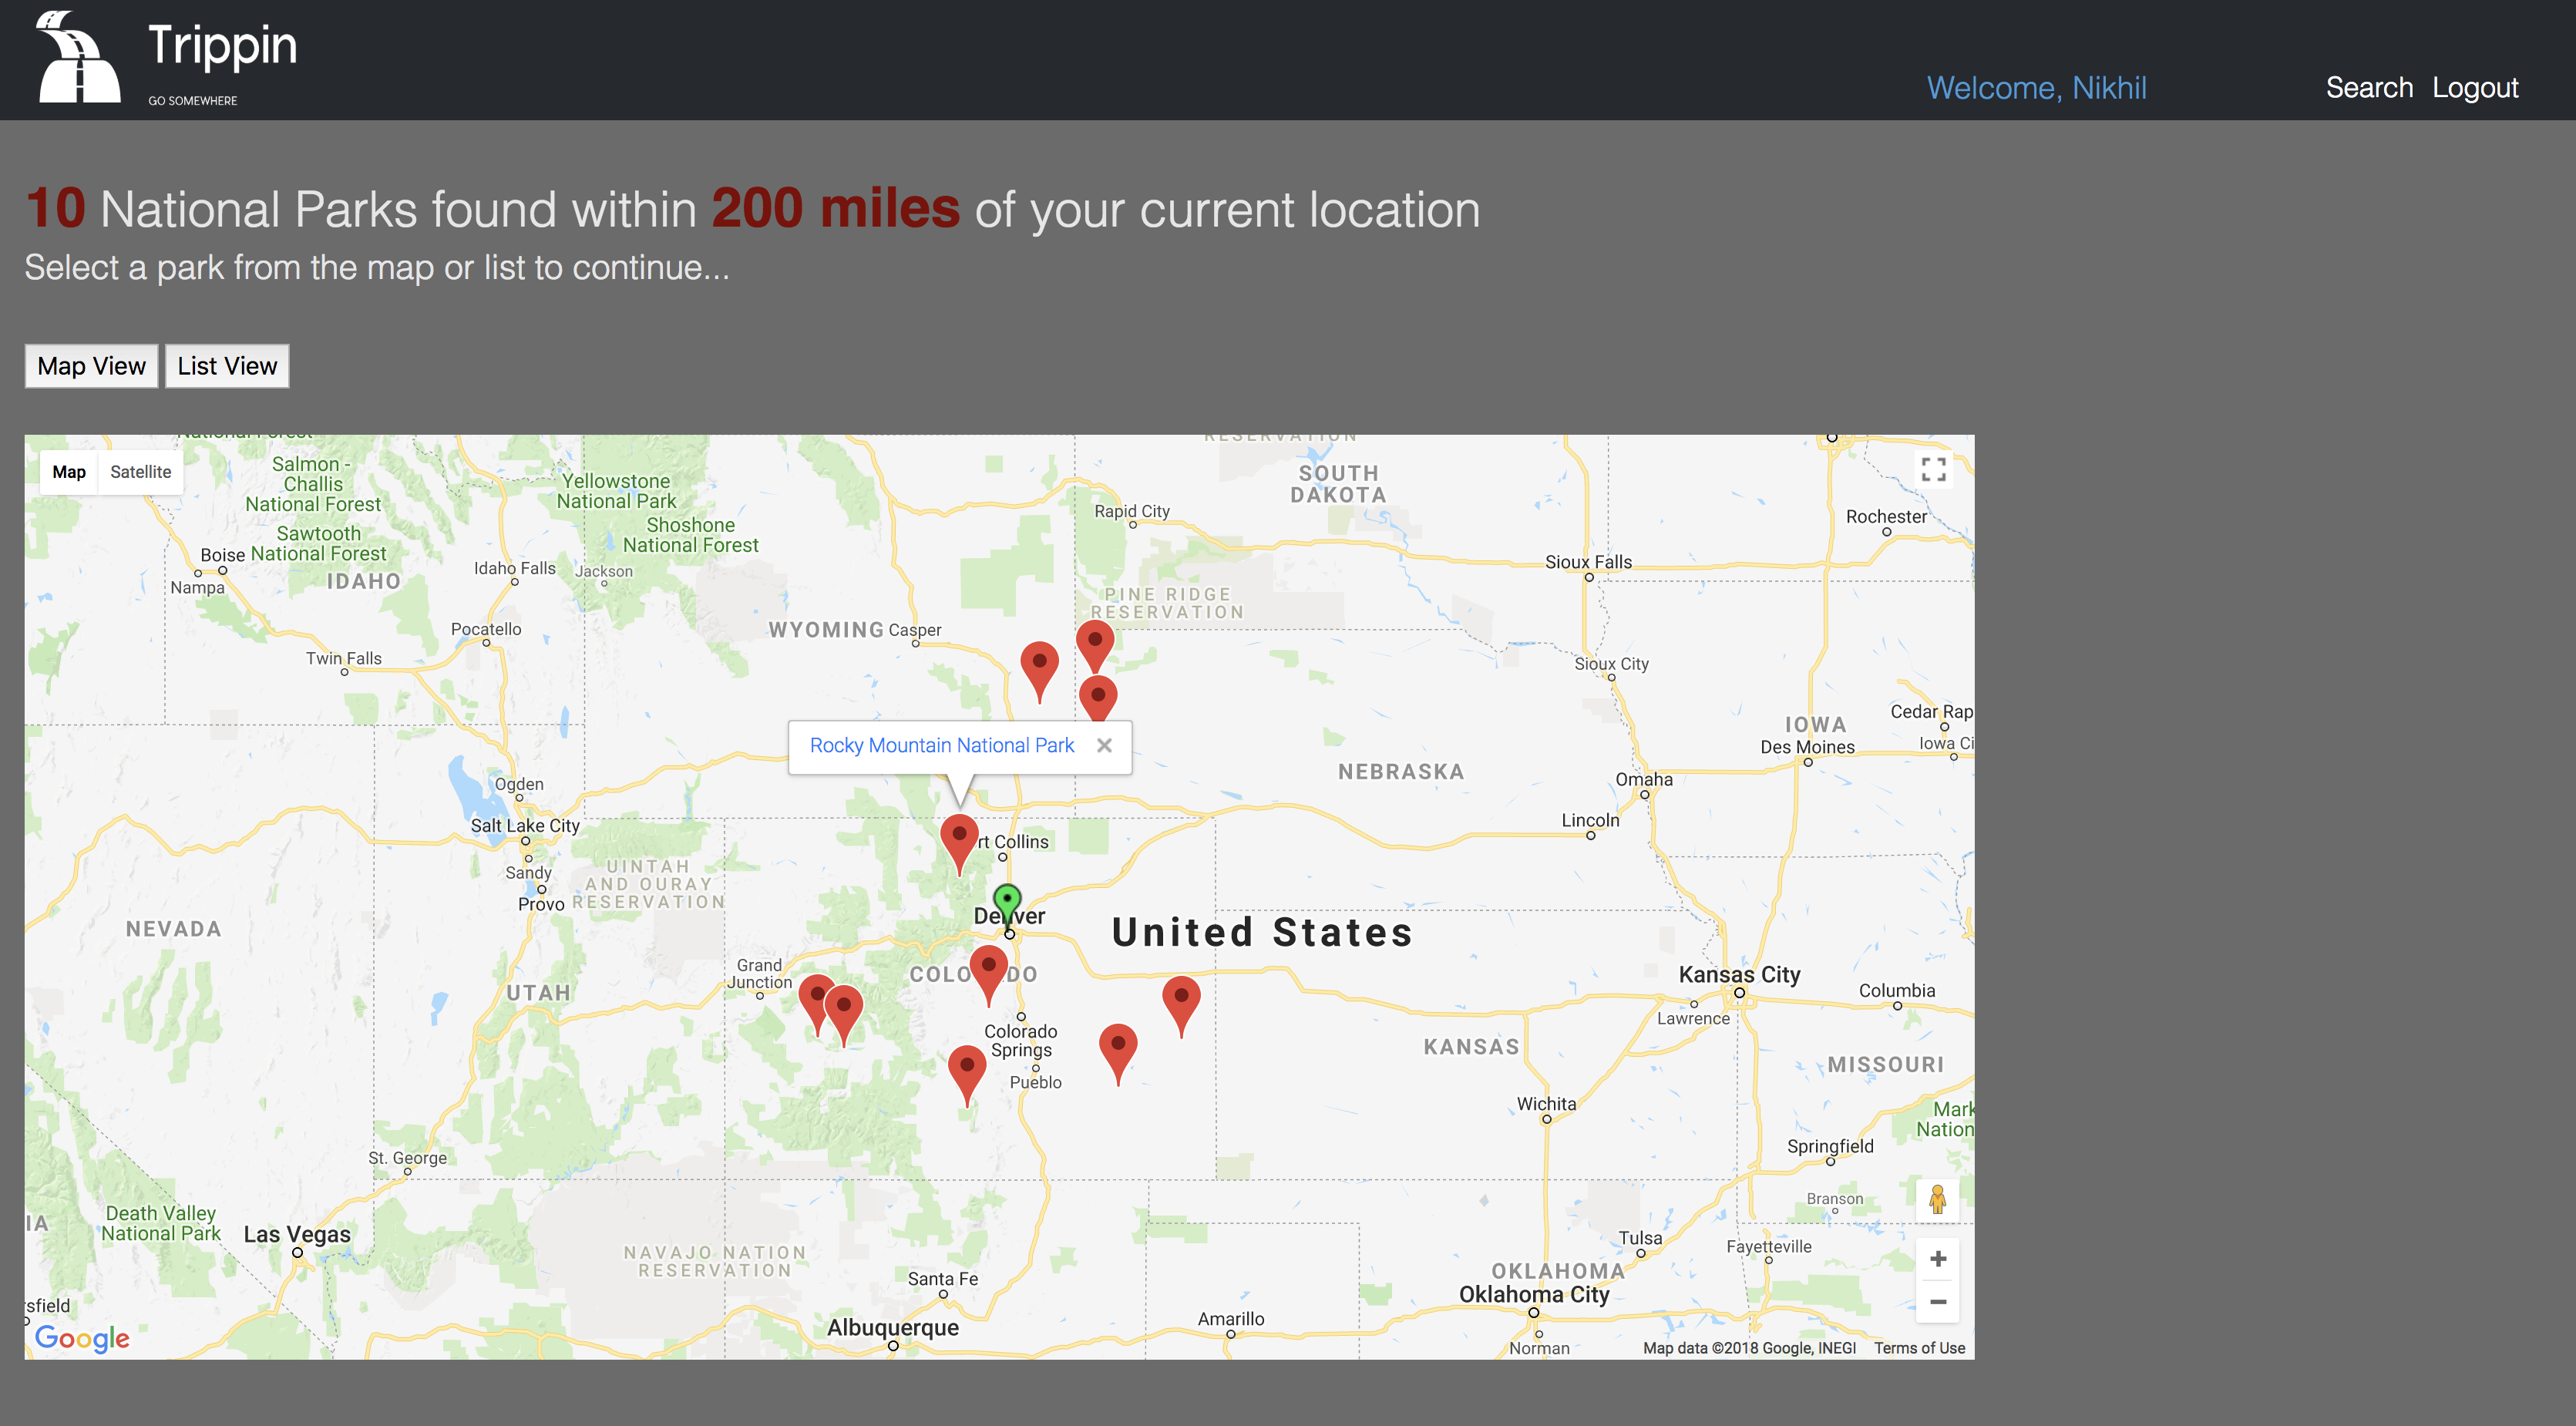 Trippin
GO SOMEWHERE
Welcome, Nikhil
Search Logout
10 National Parks found within 200 miles of your current location
Select a park from the map or list to continue...
Map View List View
Map Satellite
RESERVATION
National Forest
Salmon -
Challis
National Forest
Sawtooth
National Forest
Yellowstone
National Park
Shoshone
National Forest
SOUTH
DAKOTA
Rapid City
Rochester
Boise
Nampa
IDAHO
Idaho Falls
Jackson
Sioux Falls
PINE RIDGE
RESERVATION
WYOMING Casper
Pocatello
Twin Falls
Sioux City
Cedar Rap
IOWA
Iowa Ci
Des Moines
Rocky Mountain National Park
NEBRASKA
Omaha
Ogden
Salt Lake City
Lincoln
rt Collins
Sandy
Provo
UINTAH
AND OURAY
RESERVATION
NEVADA
Denver
United States
Grand
Junction
COLO DO
UTAH
Kansas City
Columbia
Lawrence
Colorado
Springs
KANSAS
MISSOURI
Pueblo
Wichita
Mark
Nation
Springfield
St. George
Branson
IA
Death Valley
National Park
Las Vegas
NAVAJO NATION
RESERVATION
Tulsa
Fayetteville
Santa Fe
OKLAHOMA
Oklahoma City
sfield
Albuquerque
Amarillo
Norman
Google
Map data ©2018 Google, INEGI Terms of Use